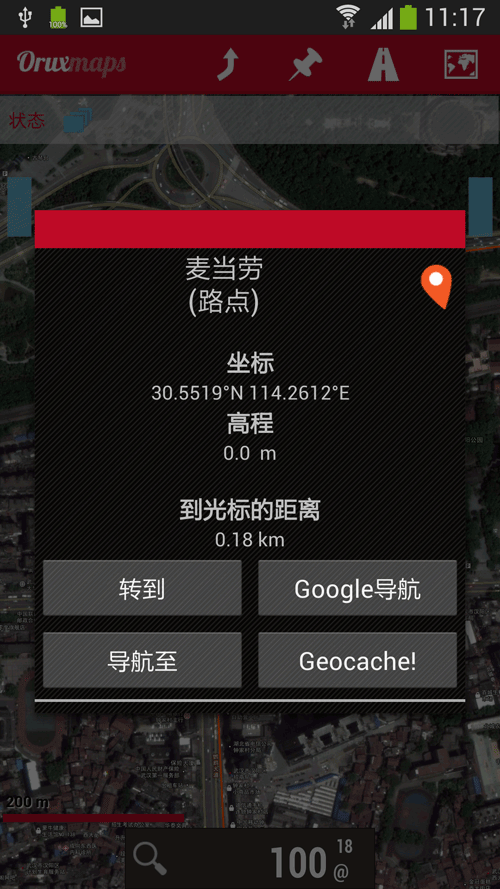 100%
11:17
Oruxmaps
状态
麦当劳
(路点)
坐标
30.5519°N 114.2612°E
高程
0.0 m
到光标的距离
0.18 km
转到
Google导航
导航至
Geocache!
200 m
100
18
@